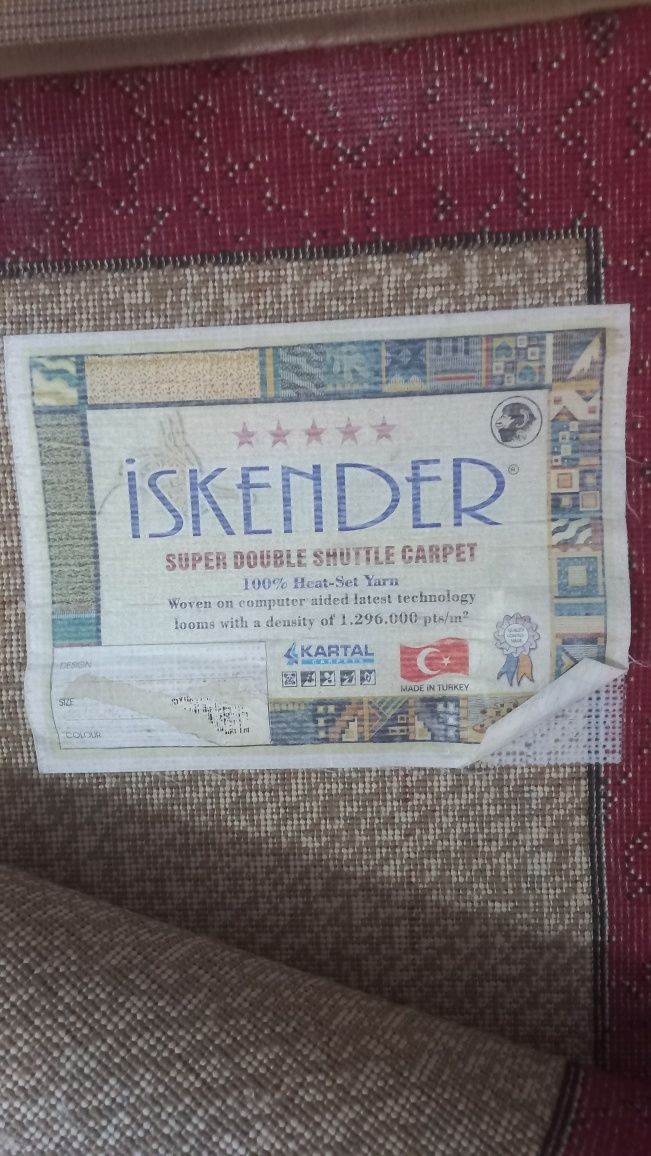 İSKENDER ®
SUPER DOUBLE SHUTTLE CARPET
100% Heat-Set Yarn
Woven on computer aided latest technology
looms with a density of 1.296.000 pts/m²
KARTAL
CARPETS
MADE IN TURKEY
DESIGN
SIZE
COLOUR